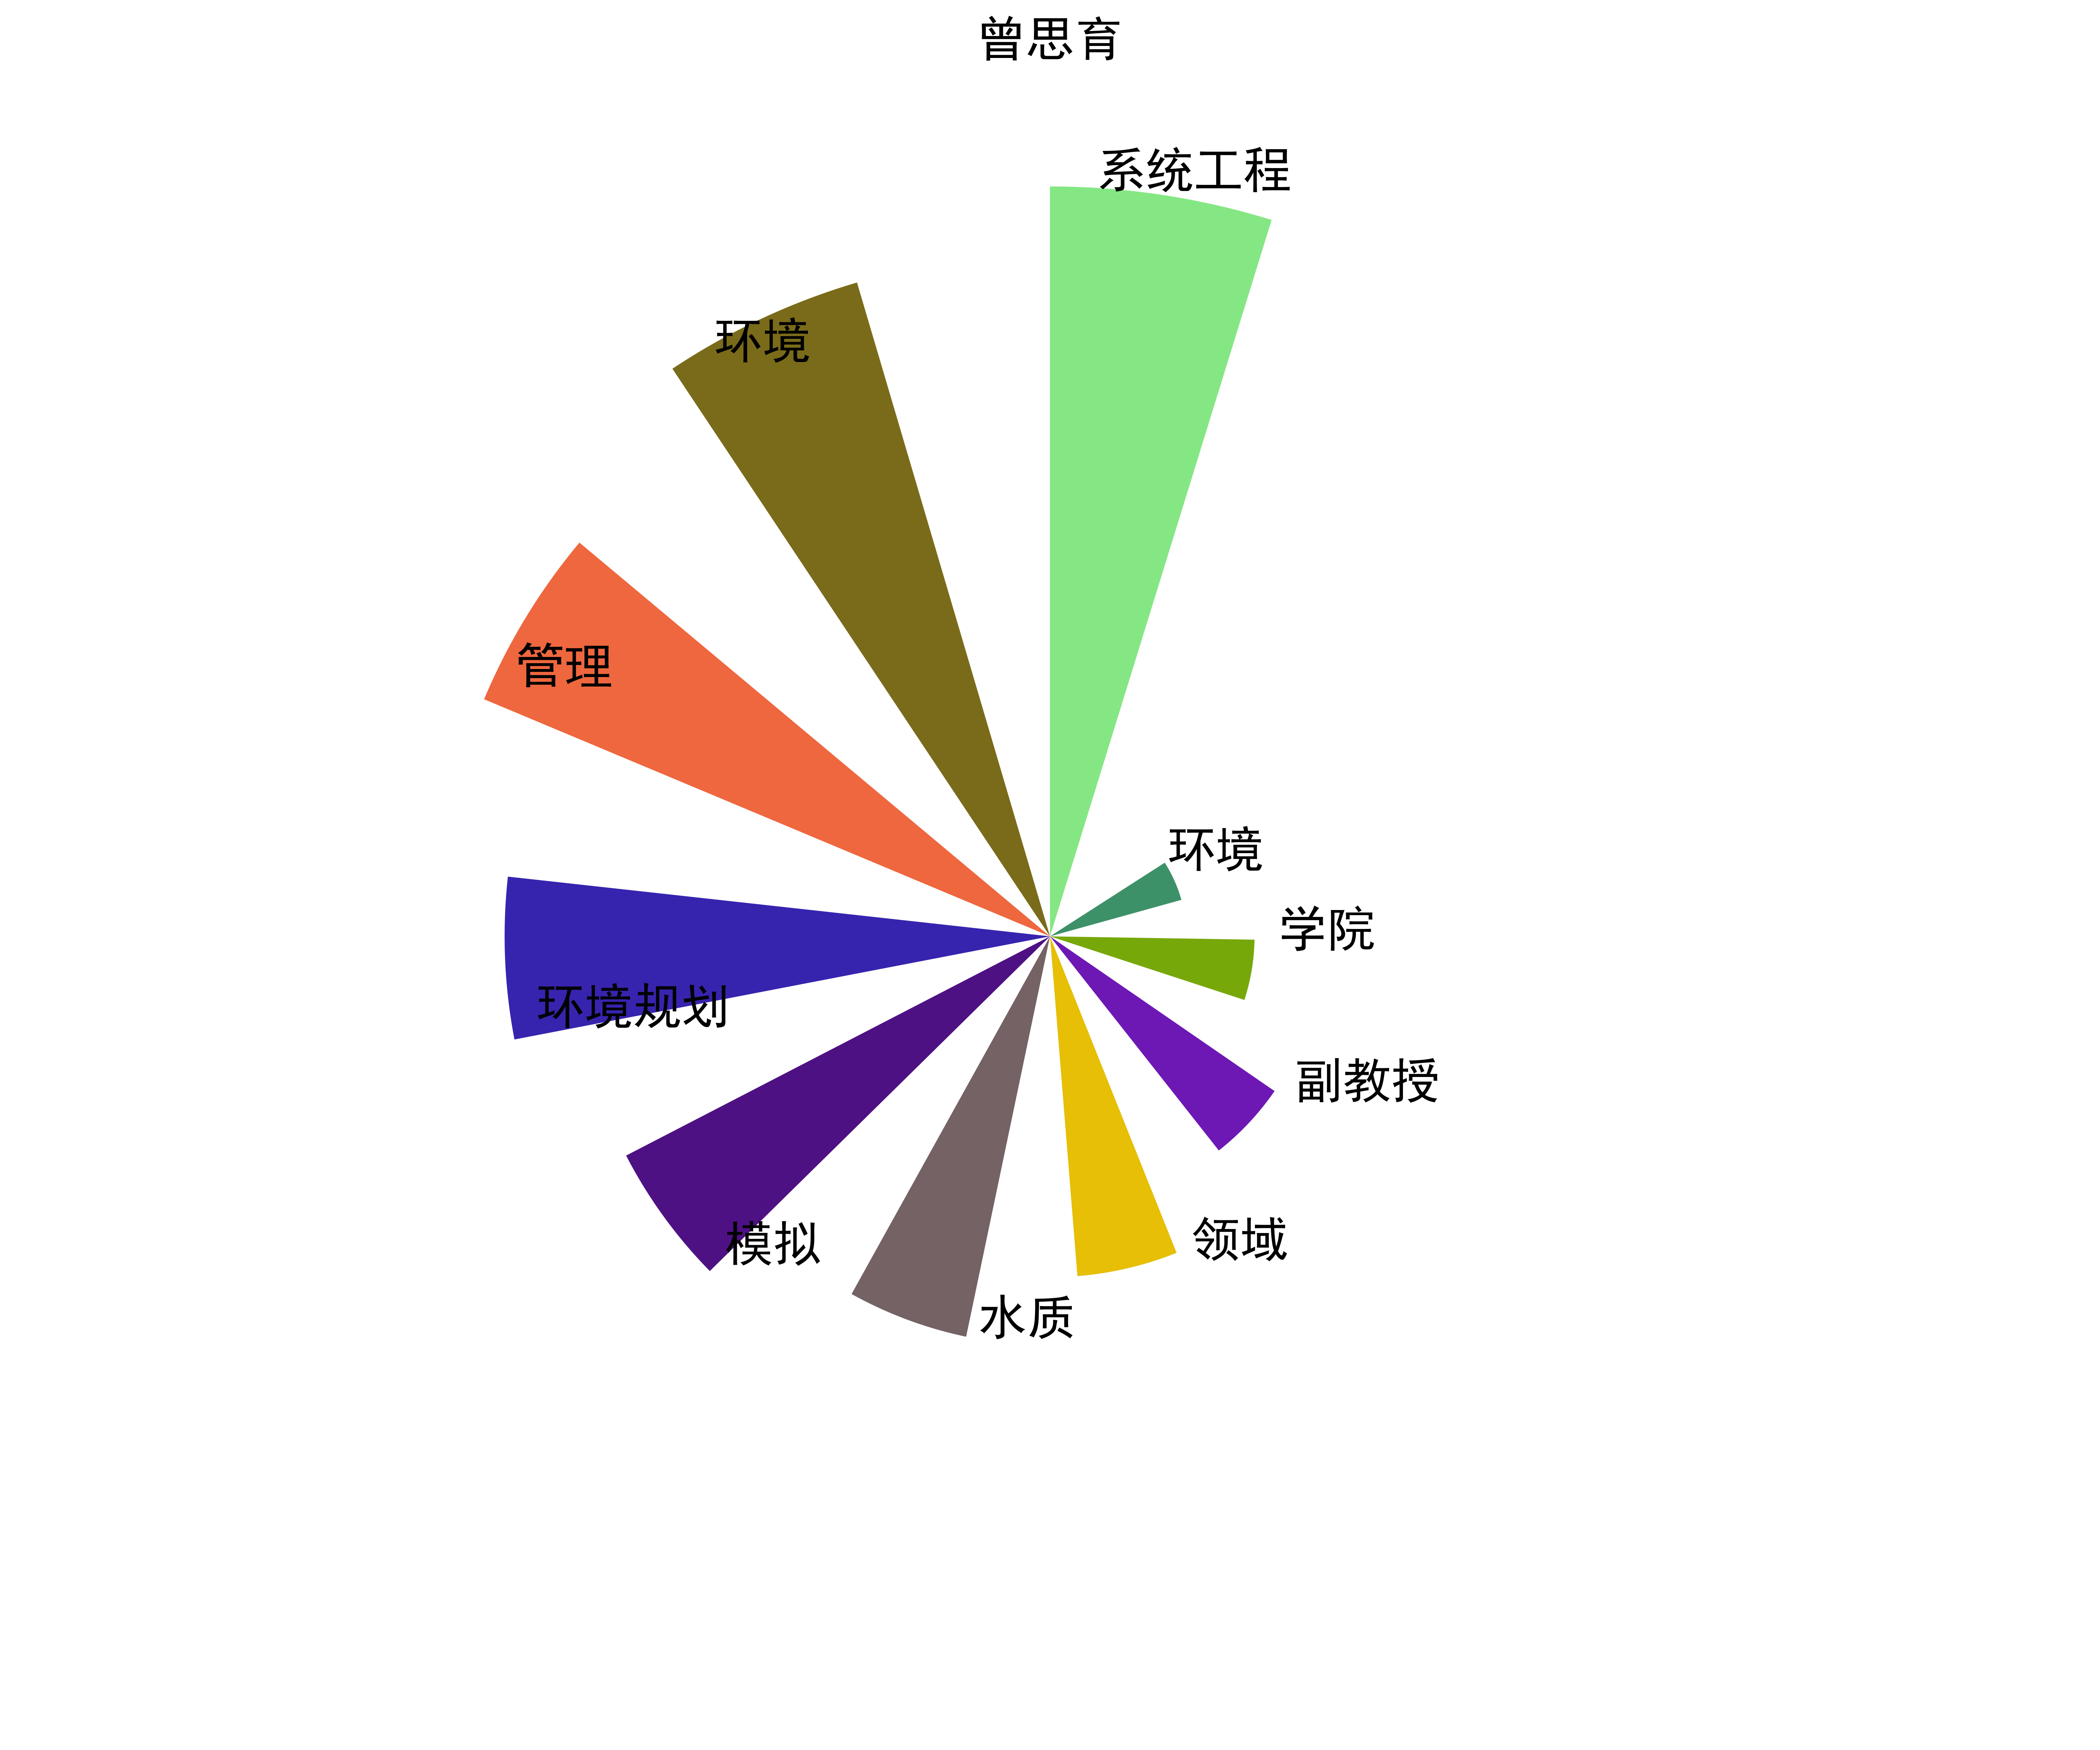 曾思育
系统工程
环境
管理
环境
学院
环境规划
副教授
模拟
领域
水质